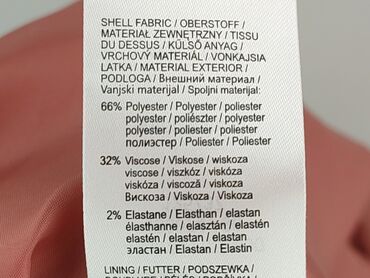 SHELL FABRIC / OBERSTOFF /
MATERIAŁ ZEWNĘTRZNY / TISSU
DU DESSUS / KÜLSŐ ANYAG /
VRCHOVÝ MATERIÁL / VONKAJSIA
LATKA / MATERIAL EXTERIOR /
PODLOGA / Внешний материал /
Vanjski materijal / Spoljni materijal:
66% Polyester / Polyester / poliester
polyester / poliészter / polyester
polyester / poliester / poliester
полиэстер / Poliester / Poliester
32% Viscose / Viskose / wiskoza
viscose / viszkóz / viskóza
viskóza / viscoză / viskoza
Вискоза / Viskoza / Viskoza
2% Elastane / Elasthan / elastan
élasthanne / elasztán / elastén
elastén / elastan / elastan
эластан / Elastan / Elastin
LINING / FUTTER / PODSZEWKA /